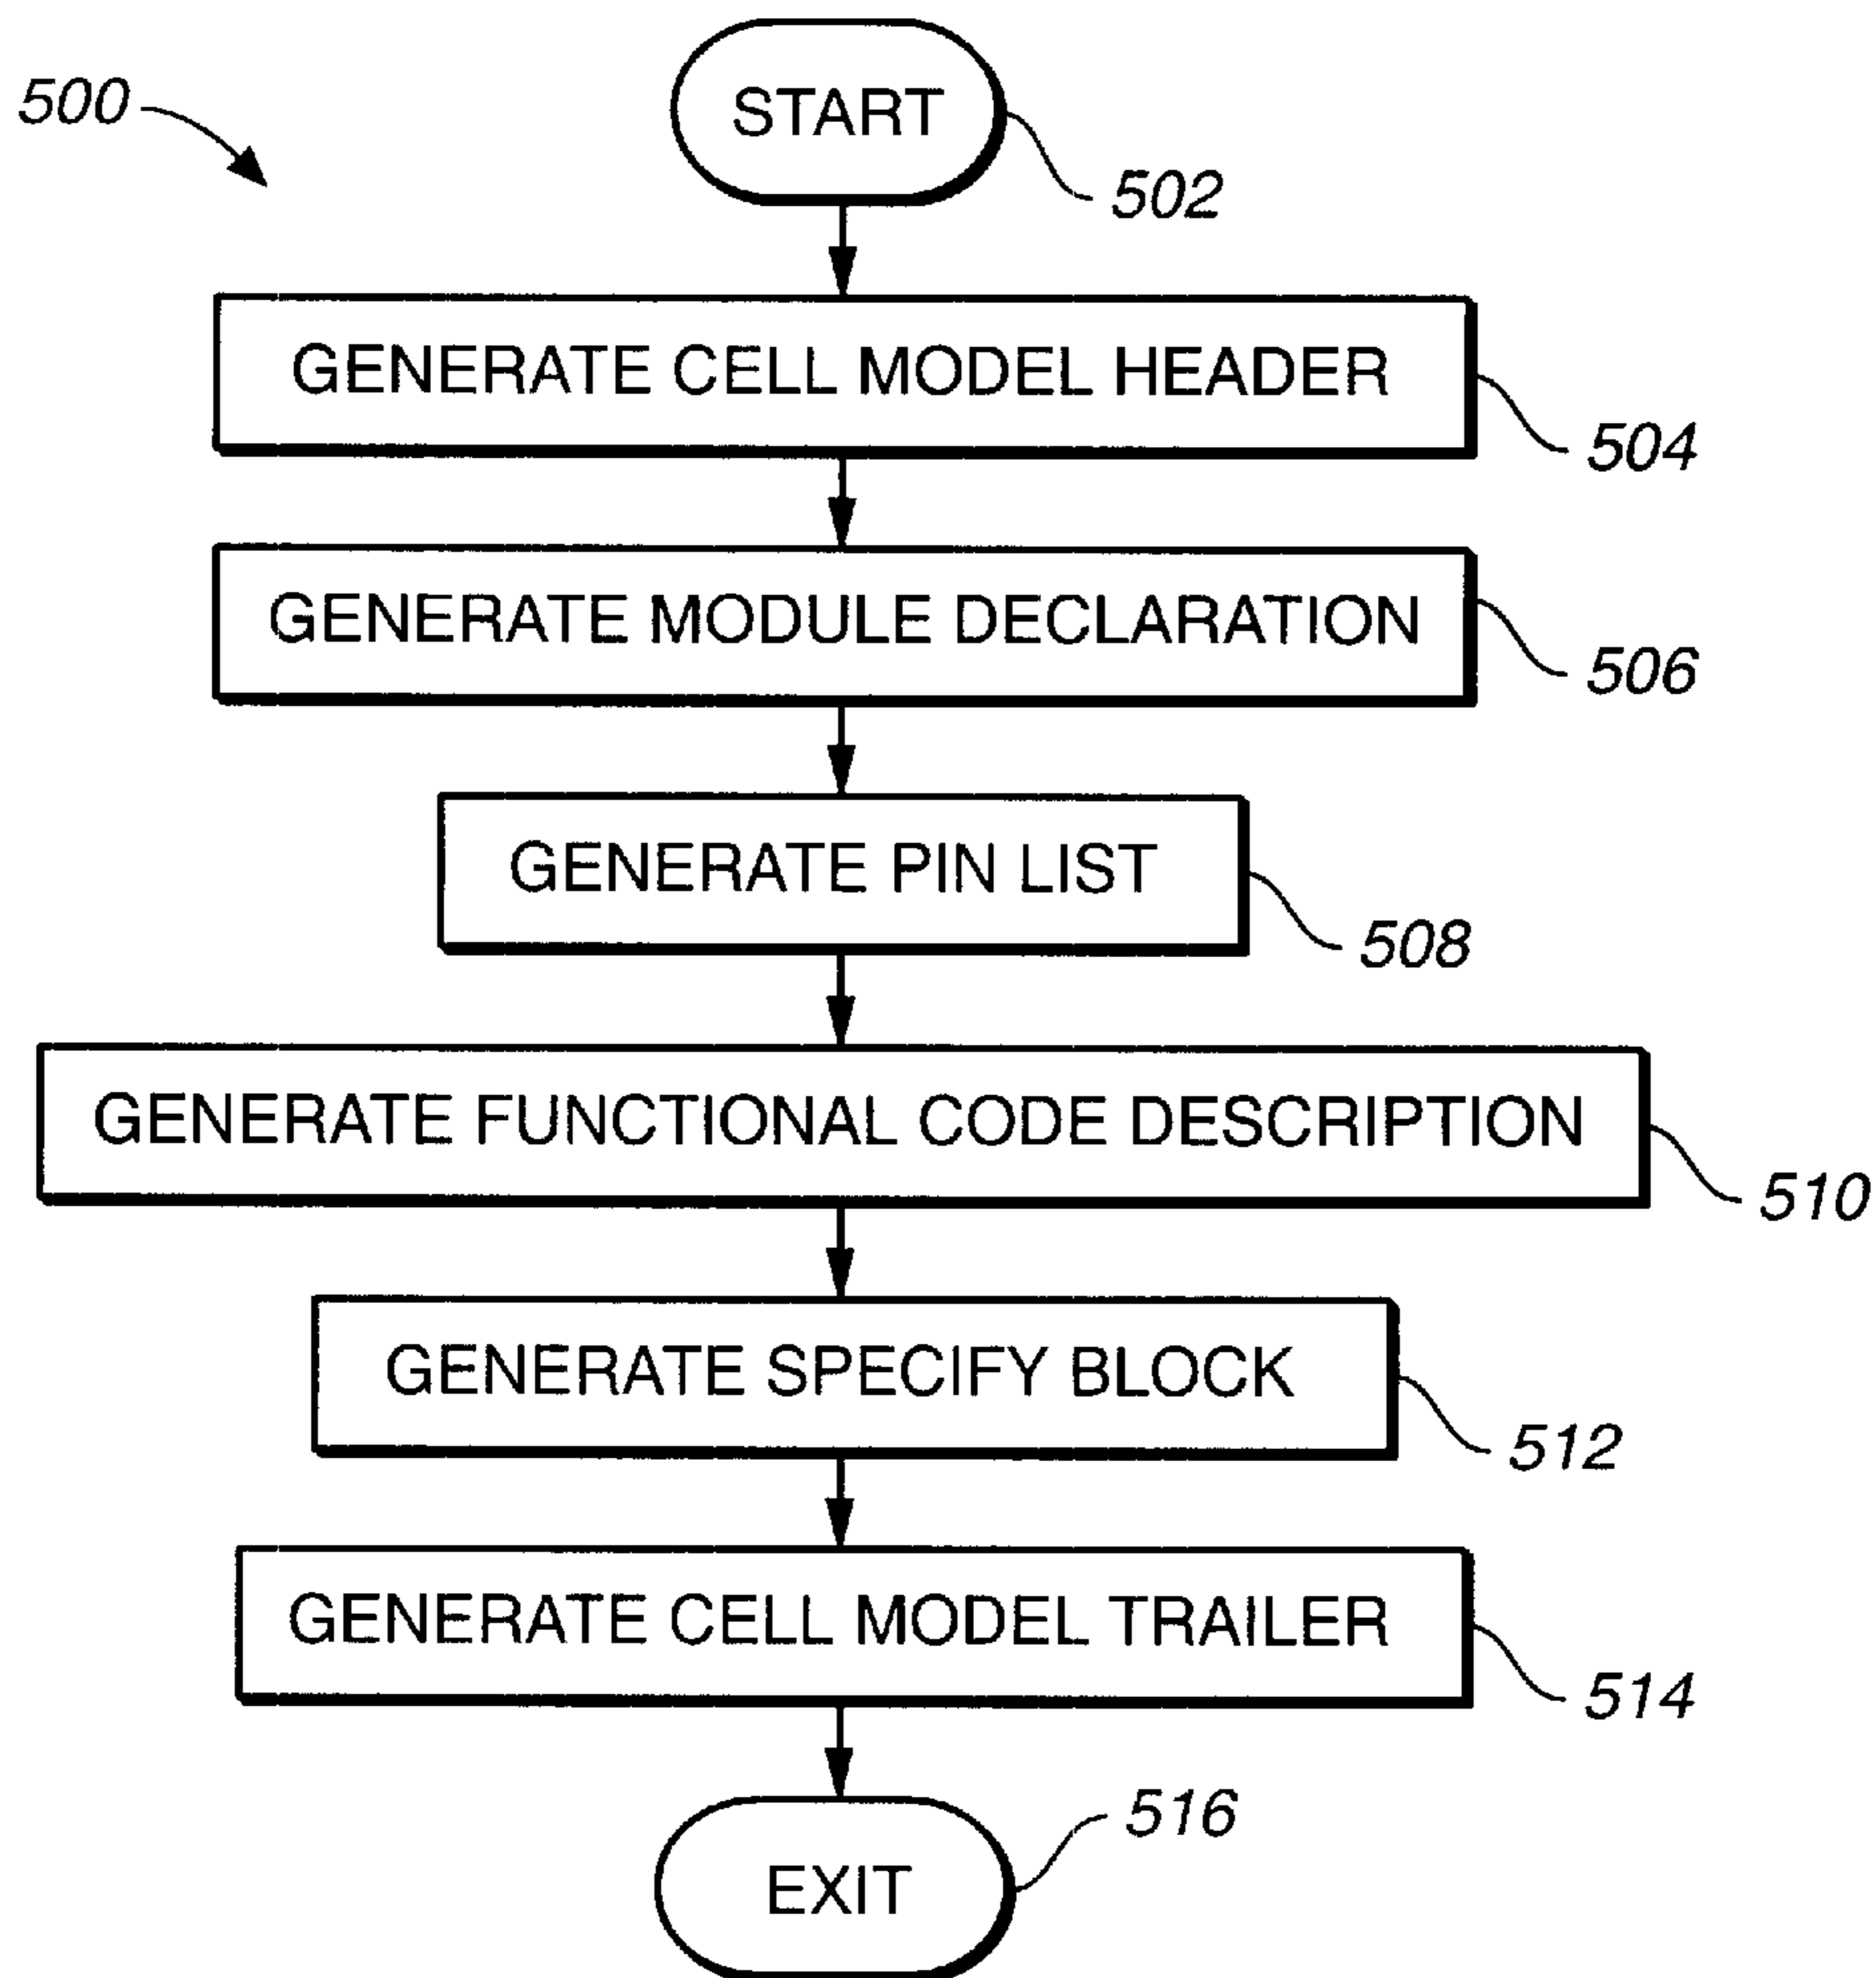 500
START
502
GENERATE CELL MODEL HEADER
504
GENERATE MODULE DECLARATION
506
GENERATE PIN LIST
508
GENERATE FUNCTIONAL CODE DESCRIPTION
510
GENERATE SPECIFY BLOCK
512
GENERATE CELL MODEL TRAILER
514
516
EXIT